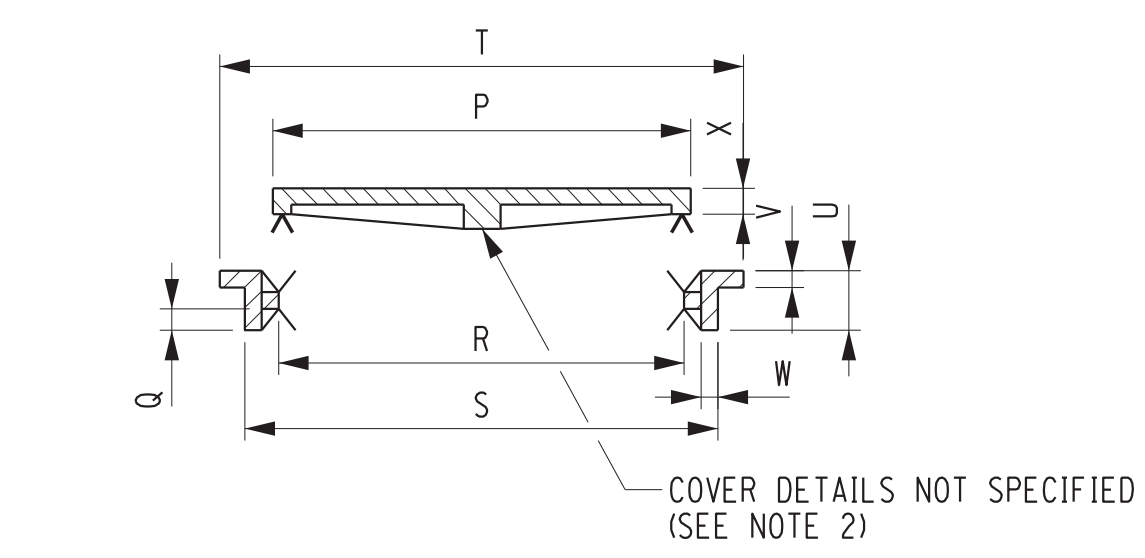 T
P
X
V
U
R
W
Q
S
COVER DETAILS NOT SPECIFIED
(SEE NOTE 2)